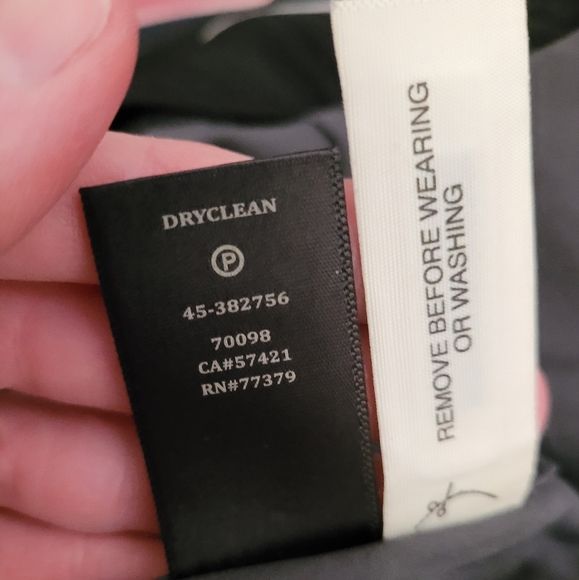 DRYCLEAN
P
45-382756
70098
CA#57421
RN#77379
REMOVE BEFORE WEARING
OR WASHING